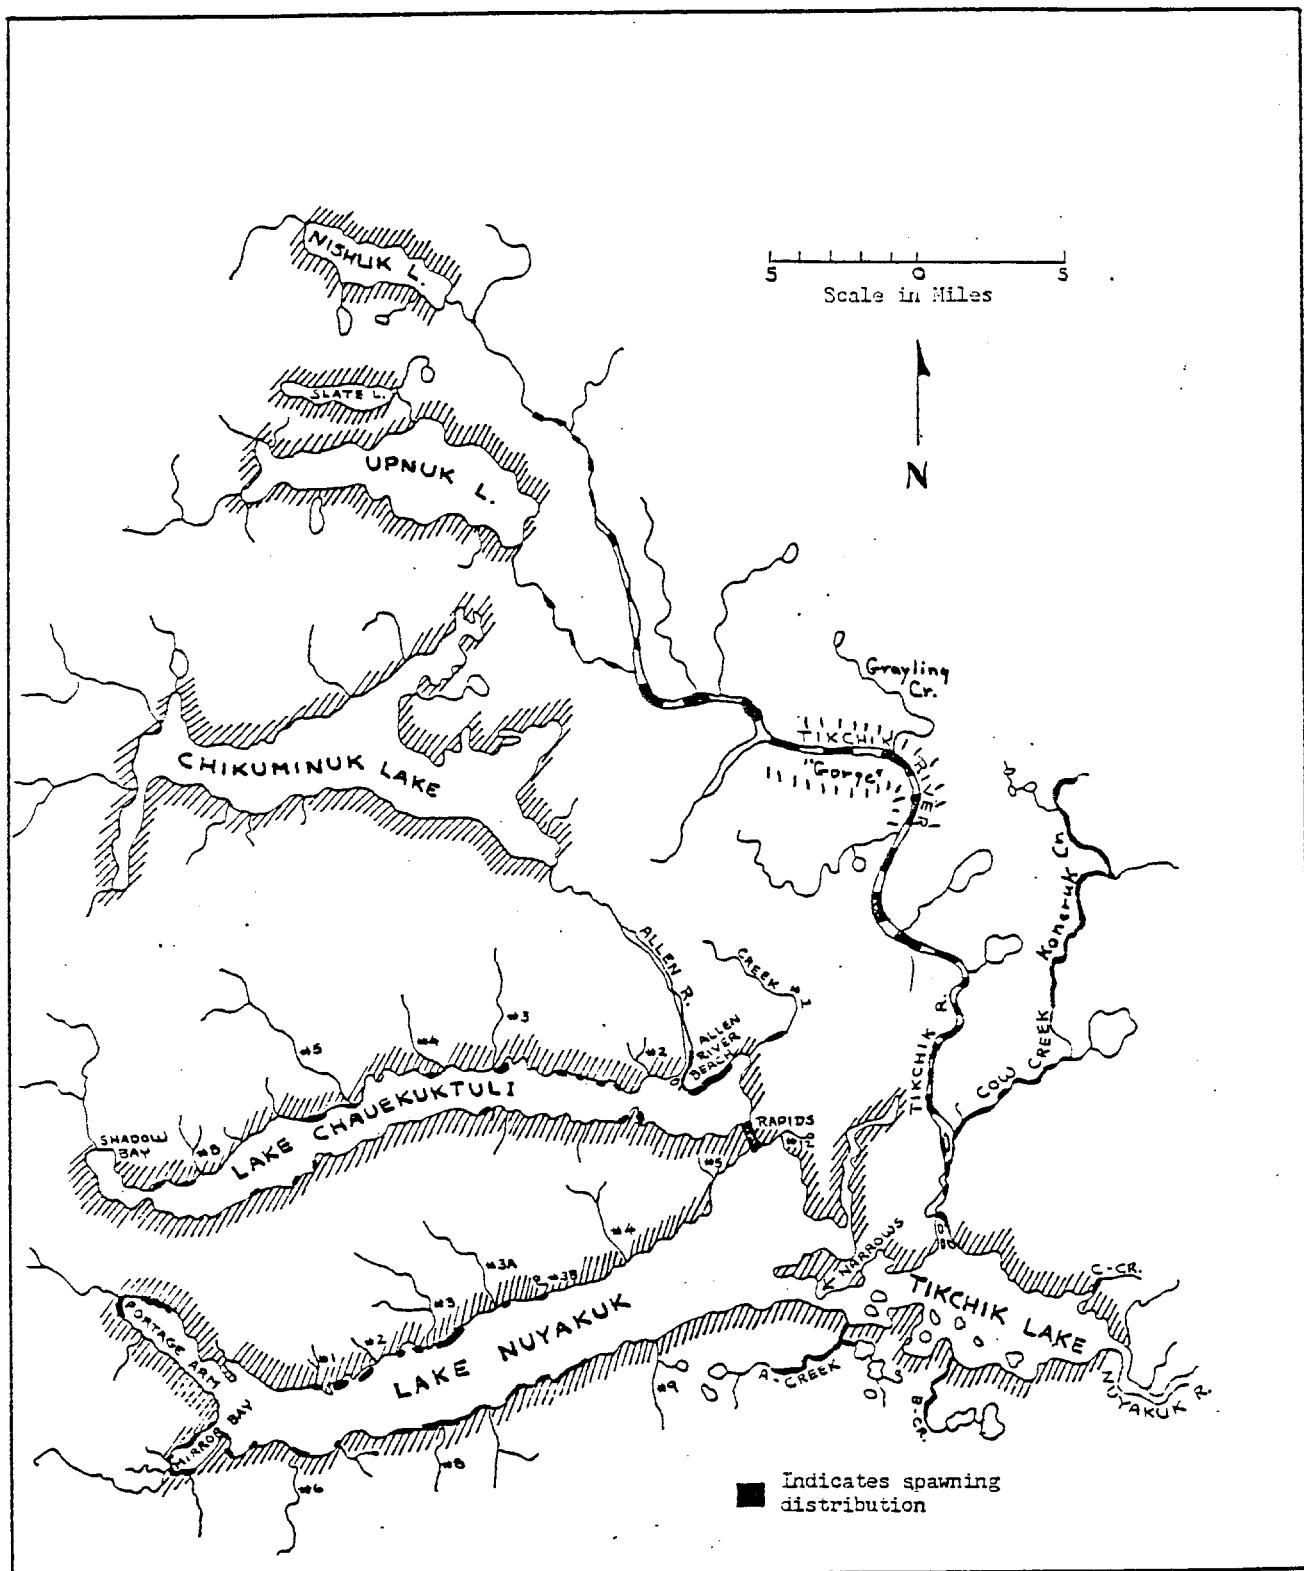 NISHLIK L.
5 0 5
Scale in Miles
N
SLATE L.
UPNUK L.
Grayling
Cr.
TIKCHIK RIVER
"Gorge"
CHIKUMINUK LAKE
Koneruk Cr.
ALLEN R.
CREEK #1
ALLEN
RIVER
BEACH
#5
#4
#3
#2
TIKCHIK R.
COW CREEK
SHADOW
BAY
#8
LAKE CHAUEKUKTULI
RAPIDS
#12
#5
#4
NARROWS
#3A
#3B
#3
C-CR.
TIKCHIK LAKE
PORTAGE ARM
#1
#2
LAKE NUYAKUK
#9
A-CREEK
B-CR.
NUYAKUK R.
MIRROR BAY
#6
#8
Indicates spawning
distribution